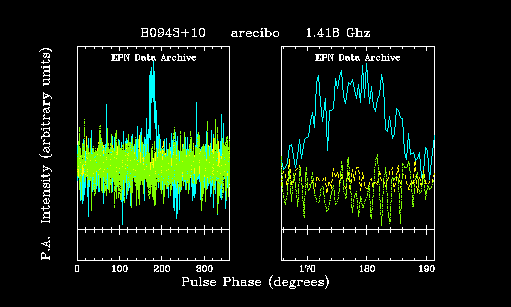 B0943+10 arecibo 1.418 Ghz
EPN Data Archive EPN Data Archive
P.A. Intensity (arbitrary units)
0 100 200 300 170 180 190
Pulse Phase (degrees)